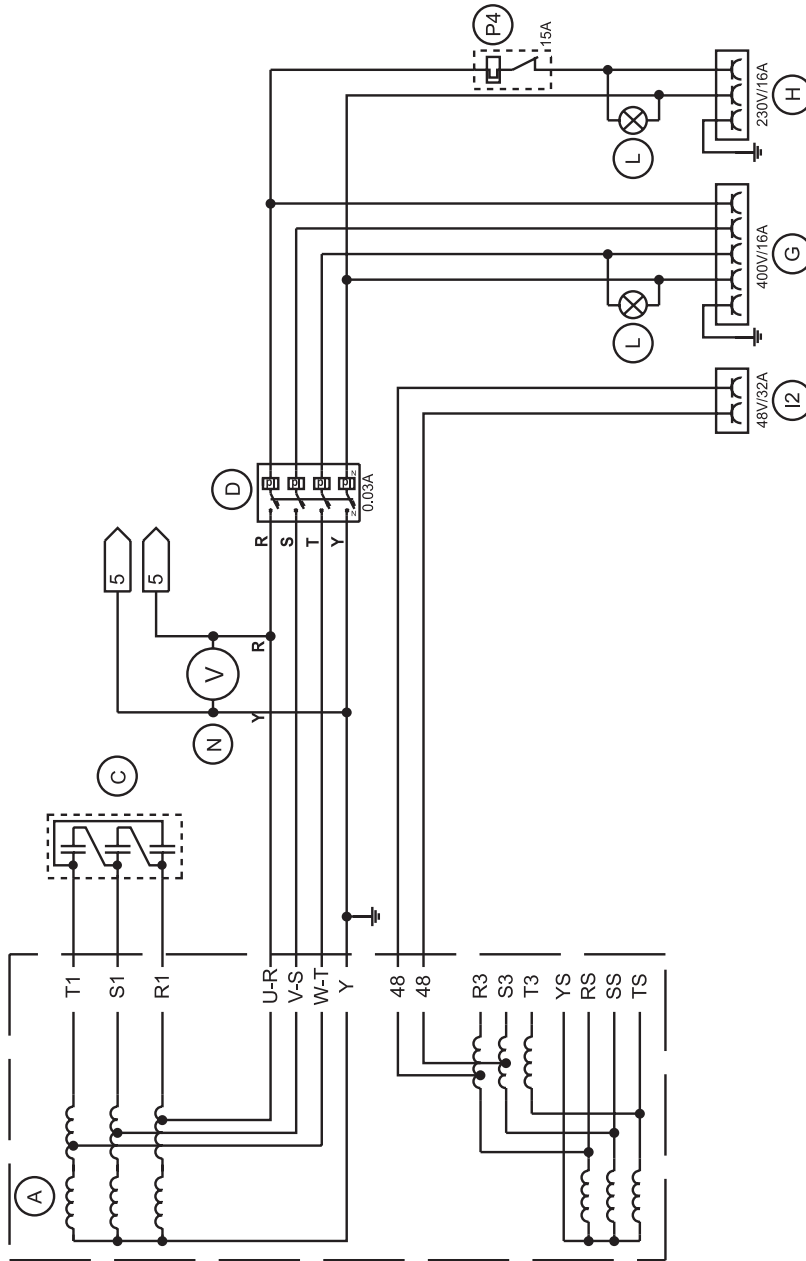 P4
15A
L
230V/16A
H
L
400V/16A
G
48V/32A
I2
D
P
P
P
P
N
N
0.03A
R
S
T
Y
5
5
R
Y
V
N
C
T1
S1
R1
U-R
V-S
W-T
Y
48
48
R3
S3
T3
YS
RS
SS
TS
A